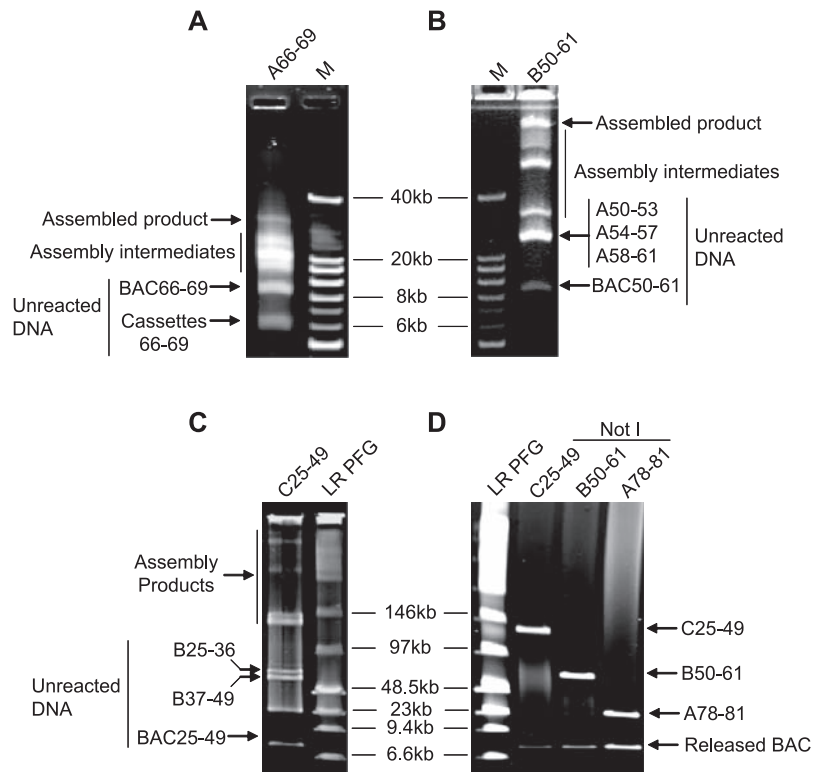 A
A66-69
M
Assembled product
Assembly intermediates
Unreacted
DNA
BAC66-69
Cassettes
66-69
40kb
20kb
8kb
6kb
B
M
B50-61
Assembled product
Assembly intermediates
A50-53
A54-57
A58-61
Unreacted
DNA
BAC50-61
C
C25-49
LR PFG
Assembly
Products
Unreacted
DNA
B25-36
B37-49
BAC25-49
146kb
97kb
48.5kb
23kb
9.4kb
6.6kb
D
Not I
LR PFG
C25-49
B50-61
A78-81
C25-49
B50-61
A78-81
Released BAC